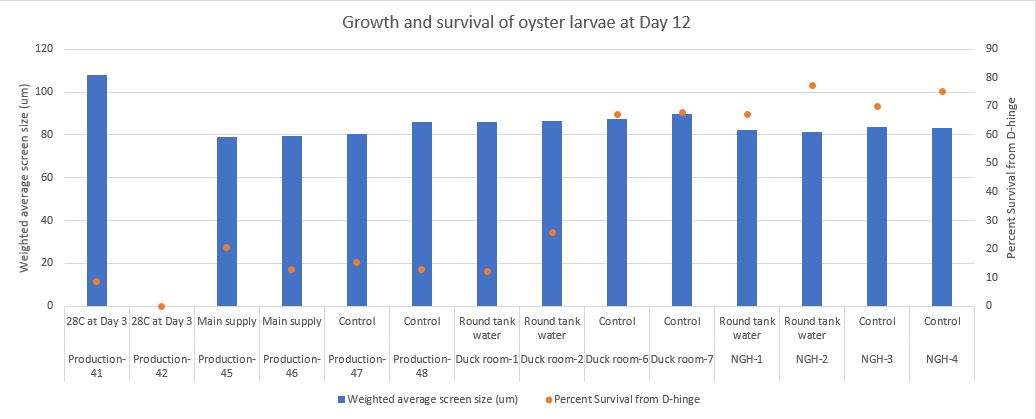 Growth and survival of oyster larvae at Day 12
Weighted average screen size (um)
120
100
80
60
40
20
0
90
80
70
60
50
40
30
20
10
0
Percent Survival from D-hinge
28C at Day 3 28C at Day 3 Main supply Main supply Control Control Round tank water Round tank water Control Control Round tank water Round tank water Control Control
Production-41 Production-42 Production-45 Production-46 Production-47 Production-48 Duck room-1 Duck room-2 Duck room-6 Duck room-7 NGH-1 NGH-2 NGH-3 NGH-4
Weighted average screen size (um) Percent Survival from D-hinge